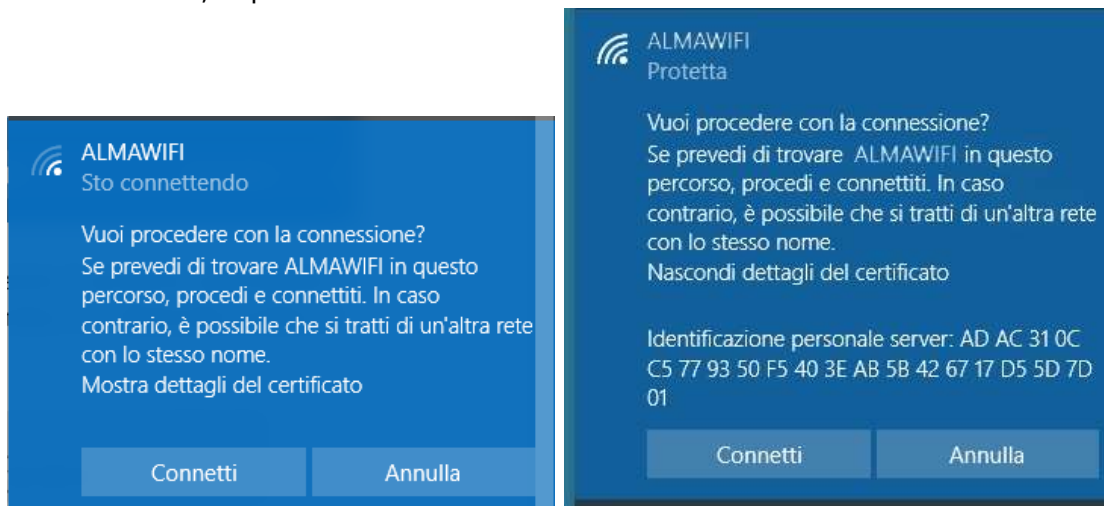 ALMAWIFI
Sto connettendo
Vuoi procedere con la connessione?
Se prevedi di trovare ALMAWIFI in questo
percorso, procedi e connettiti. In caso
contrario, è possibile che si tratti di un'altra rete
con lo stesso nome.
Mostra dettagli del certificato
Connetti
Annulla
ALMAWIFI
Protetta
Vuoi procedere con la connessione?
Se prevedi di trovare ALMAWIFI in questo
percorso, procedi e connettiti. In caso
contrario, è possibile che si tratti di un'altra rete
con lo stesso nome.
Nascondi dettagli del certificato
Identificazione personale server: AD AC 31 0C
C5 77 93 50 F5 40 3E AB 5B 42 67 17 D5 5D 7D
01
Connetti
Annulla